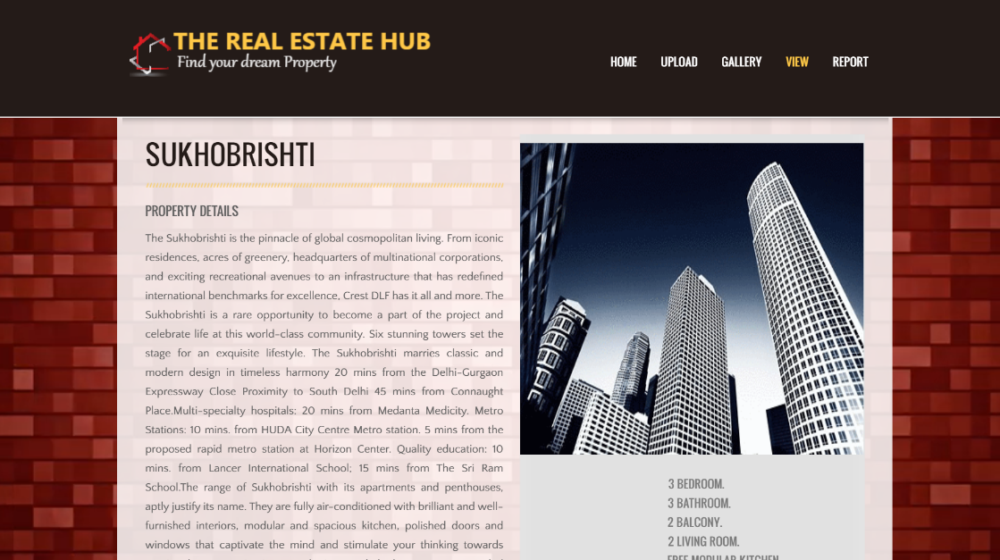 THE REAL ESTATE HUB
Find your dream Property
HOME UPLOAD GALLERY VIEW REPORT
SUKHOBRISHTI
PROPERTY DETAILS
The Sukhobrishti is the pinnacle of global cosmopolitan living. From iconic
residences, acres of greenery, headquarters of multinational corporations,
and exciting recreational avenues to an infrastructure that has redefined
international benchmarks for excellence, Crest DLF has it all and more. The
Sukhobrishti is a rare opportunity to become a part of the project and
celebrate life at this world-class community. Six stunning towers set the
stage for an exquisite lifestyle. The Sukhobrishti marries classic and
modern design in timeless harmony 20 mins from the Delhi-Gurgaon
Expressway Close Proximity to South Delhi 45 mins from Connaught
Place.Multi-specialty hospitals: 20 mins from Medanta Medicity. Metro
Stations: 10 mins. from HUDA City Centre Metro station. 5 mins from the
proposed rapid metro station at Horizon Center. Quality education: 10
mins. from Lancer International School; 15 mins from The Sri Ram
School.The range of Sukhobrishti with its apartments and penthouses,
aptly justify its name. They are fully air-conditioned with brilliant and well-
furnished interiors, modular and spacious kitchen, polished doors and
windows that captivate the mind and stimulate your thinking towards
3 BEDROOM.
3 BATHROOM.
2 BALCONY.
2 LIVING ROOM.
FREE MODULAR KITCHEN